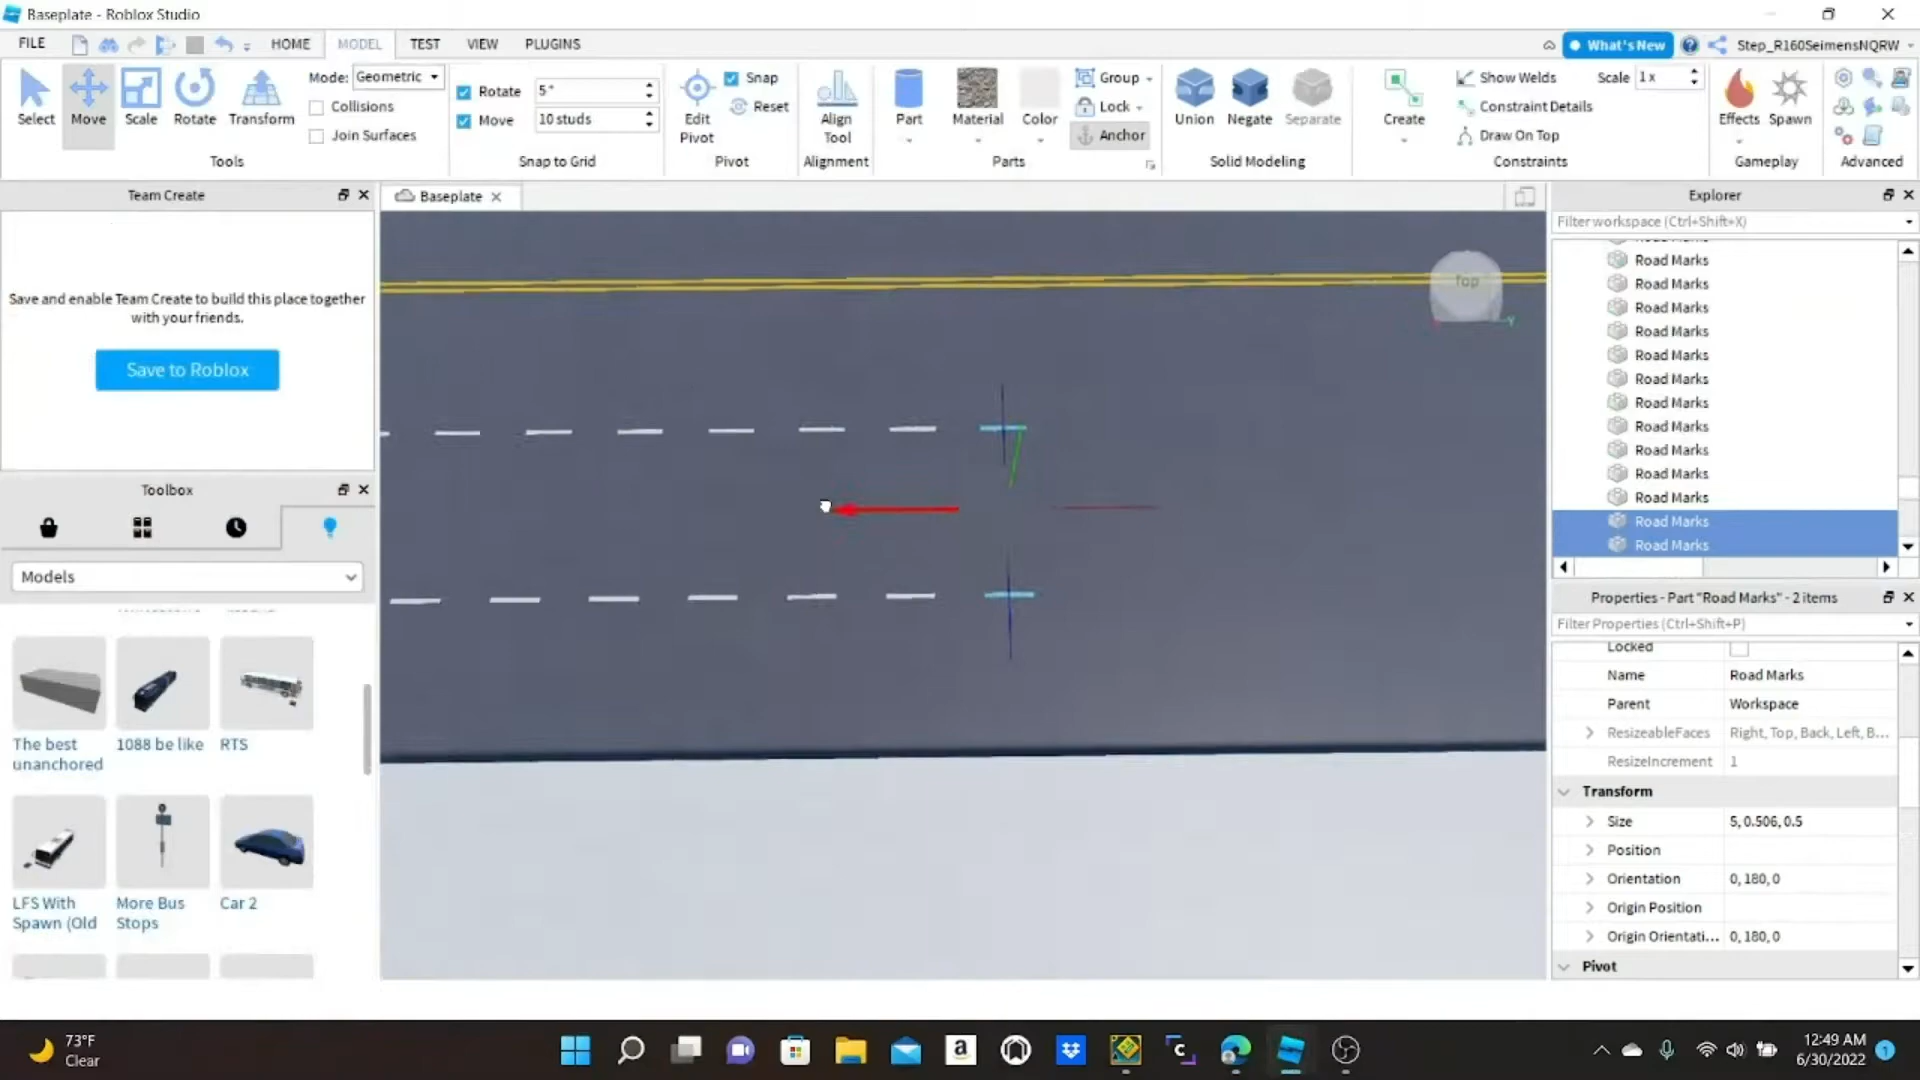 Baseplate - Roblox Studio
FILE
HOME
MODEL
TEST
VIEW
PLUGINS
What's New
Step_R160SeimensNQRW
Select
Move
Scale
Rotate
Transform
Tools
Mode: Geometric
Collisions
Join Surfaces
Rotate 5°
Move 10 studs
Snap to Grid
Edit
Pivot
Snap
Reset
Pivot
Align
Tool
Alignment
Part
Material
Color
Group
Lock
Anchor
Parts
Union
Negate
Separate
Solid Modeling
Create
Show Welds
Scale 1 x
Constraint Details
Draw On Top
Constraints
Effects
Spawn
Gameplay
Advanced
Team Create
Save and enable Team Create to build this place together
with your friends.
Save to Roblox
Toolbox
Models
The best
unanchored
1088 be like
RTS
LFS With
Spawn (Old
More Bus
Stops
Car 2
Baseplate
Top
Y
Explorer
Filter workspace (Ctrl+Shift+X)
Road Marks
Road Marks
Road Marks
Road Marks
Road Marks
Road Marks
Road Marks
Road Marks
Road Marks
Road Marks
Road Marks
Road Marks
Road Marks
Properties - Part "Road Marks" - 2 items
Filter Properties (Ctrl+Shift+P)
Locked
Name Road Marks
Parent Workspace
ResizeableFaces Right, Top, Back, Left, B...
ResizeIncrement 1
Transform
Size 5, 0.506, 0.5
Position
Orientation 0, 180, 0
Origin Position
Origin Orientati... 0, 180, 0
Pivot
73°F
Clear
a
C
12:49 AM
6/30/2022
1